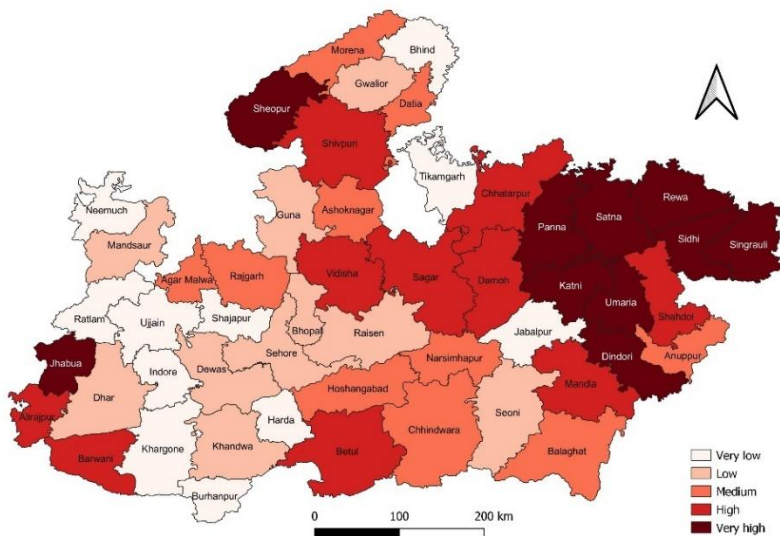 Morena
Bhind
Gwalior
Sheopur
Datia
Shivpuri
Tikamgarh
Chhatarpur
Rewa
Neemuch
Satna
Guna
Ashoknagar
Panna
Sidhi
Singrauli
Mandsaur
Vidisha
Sagar
Damoh
Katni
Agar Malwa
Rajgarh
Umaria
Shahdol
Ratlam
Ujjain
Shajapur
Bhopal
Raisen
Jabalpur
Dindori
Anuppur
Jhabua
Indore
Dewas
Sehore
Narsimhapur
Alirajpur
Dhar
Hoshangabad
Mandla
Seoni
Barwani
Khargone
Khandwa
Harda
Betul
Chhindwara
Balaghat
Burhanpur
Very low
Low
Medium
High
Very high
0 100 200 km